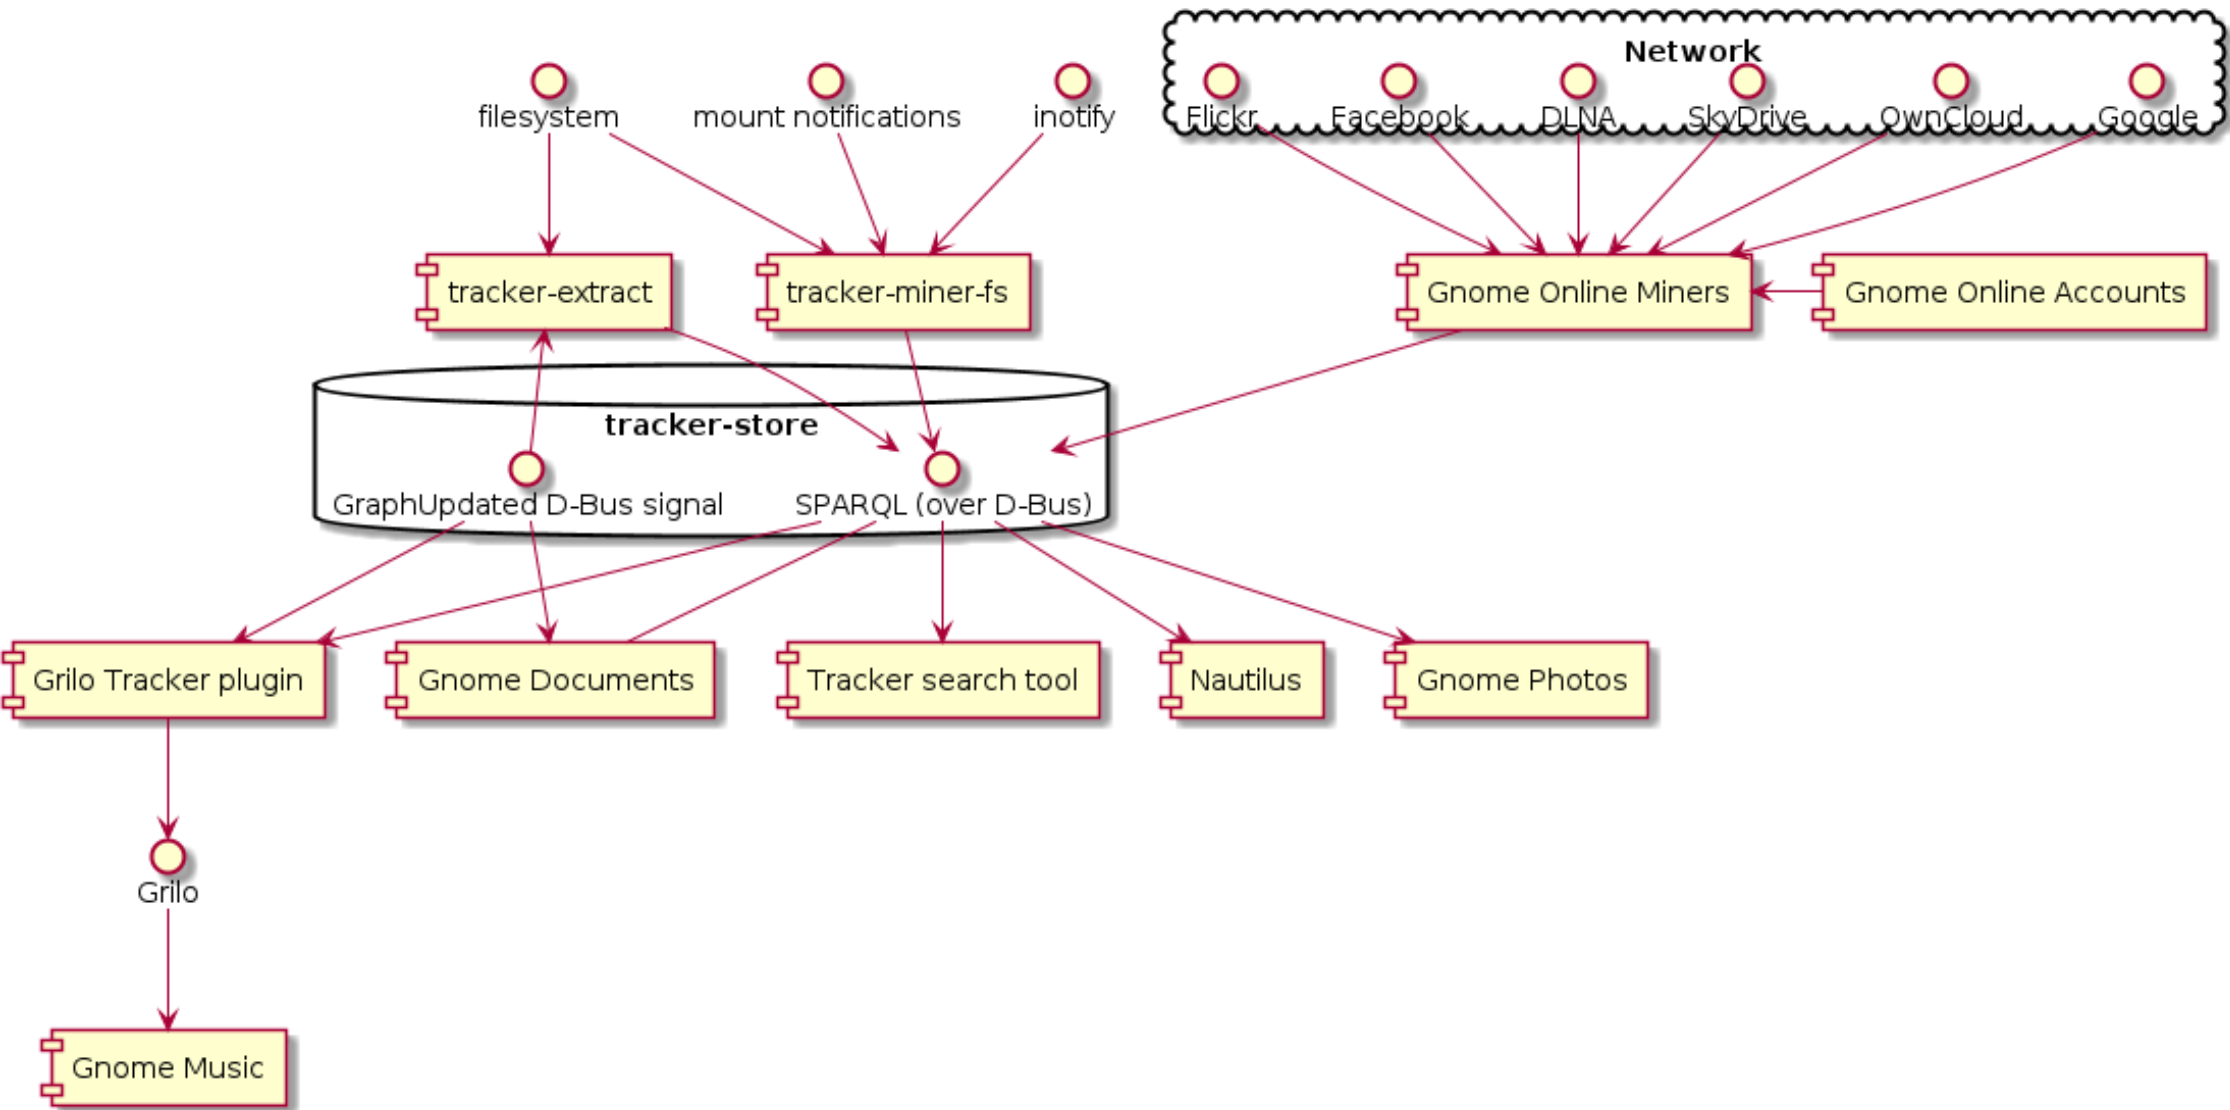 Network
filesystem
mount notifications
inotify
Flickr
Facebook
DLNA
SkyDrive
OwnCloud
Google
tracker-extract
tracker-miner-fs
Gnome Online Miners
Gnome Online Accounts
tracker-store
GraphUpdated D-Bus signal
SPARQL (over D-Bus)
Grilo Tracker plugin
Gnome Documents
Tracker search tool
Nautilus
Gnome Photos
Grilo
Gnome Music